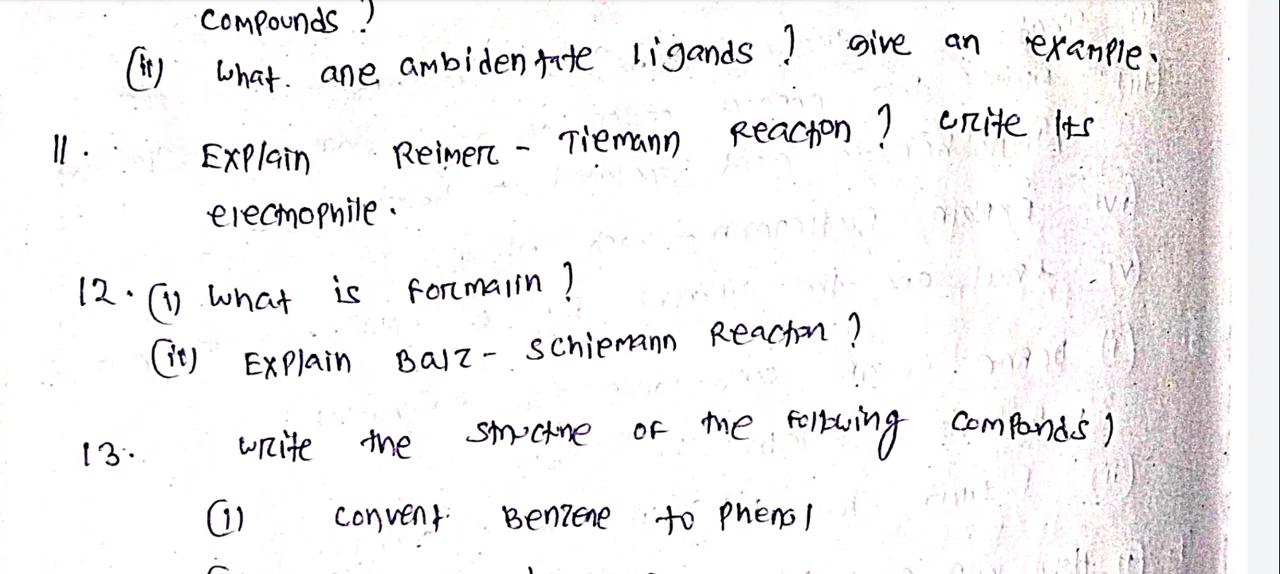 compounds ?
(ii) What are ambidentate ligands ? Give an example.
11. Explain Reimer - Tiemann Reaction ? write Its
electrophile.
12. (i) What is formalin ?
(ii) Explain Balz - Schiemann Reaction ?
13. write the structure of the following compounds ?
(i) convert Benzene to phenol